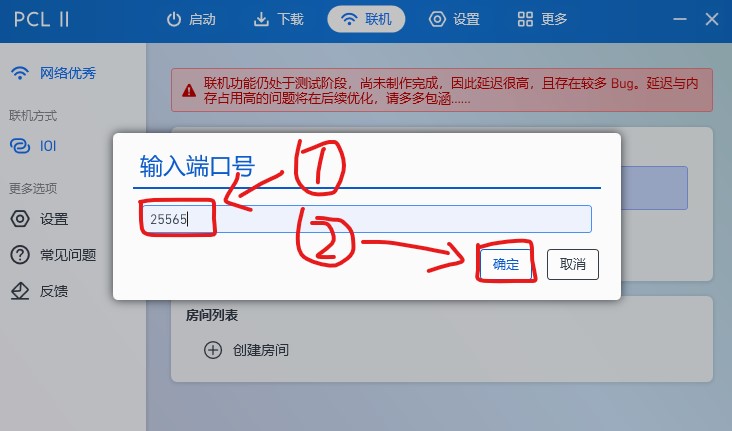 PCL II
启动
下载
联机
设置
更多
网络优秀
联机方式
IOI
更多选项
设置
常见问题
反馈
联机功能仍处于测试阶段，尚未制作完成，因此延迟很高，且存在较多 Bug。延迟与内
存占用高的问题将在后续优化，请多多包涵......
输入端口号
1
25565
2
确定
取消
房间列表
创建房间